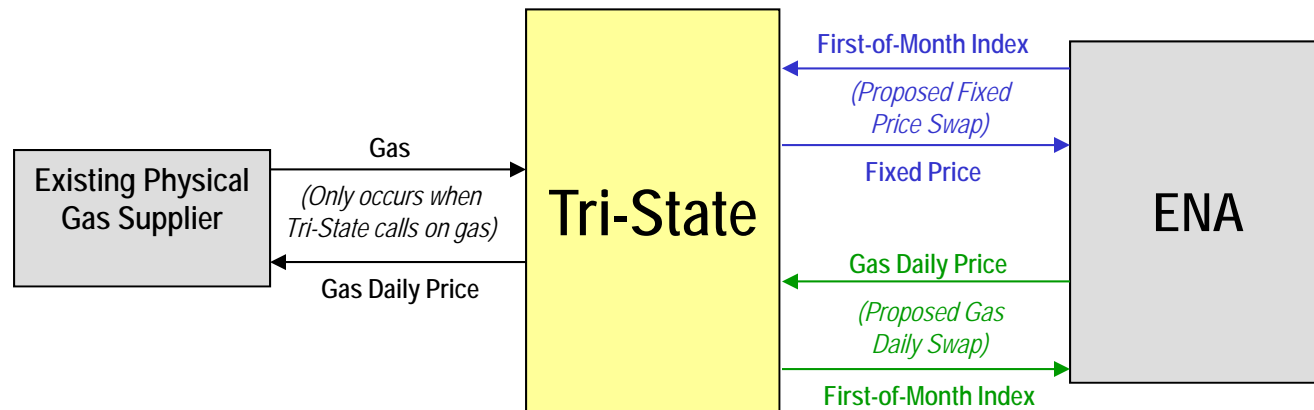 Existing Physical
Gas Supplier
Gas
(Only occurs when
Tri-State calls on gas)
Gas Daily Price
Tri-State
First-of-Month Index
(Proposed Fixed
Price Swap)
Fixed Price
Gas Daily Price
(Proposed Gas
Daily Swap)
First-of-Month Index
ENA